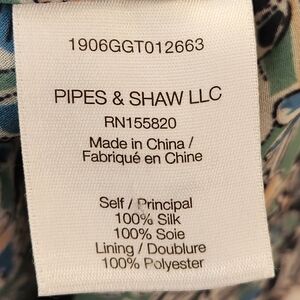 1906GGT012663
PIPES & SHAW LLC
RN155820
Made in China /
Fabriqué en Chine
Self / Principal
100% Silk
100% Soie
Lining / Doublure
100% Polyester